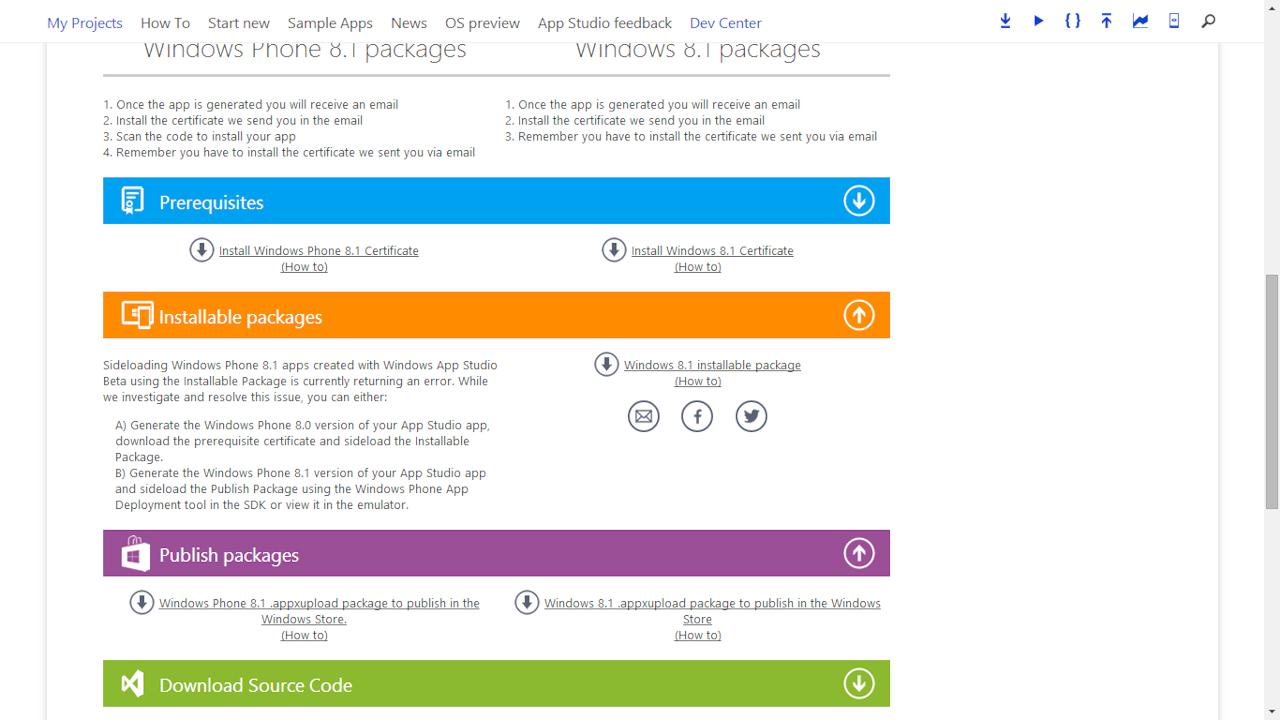 My Projects How To Start new Sample Apps News OS preview App Studio feedback Dev Center
Windows Phone 8.1 packages
Windows 8.1 packages
1. Once the app is generated you will receive an email
2. Install the certificate we send you in the email
3. Scan the code to install your app
4. Remember you have to install the certificate we sent you via email
1. Once the app is generated you will receive an email
2. Install the certificate we send you in the email
3. Remember you have to install the certificate we sent you via email
Prerequisites
Install Windows Phone 8.1 Certificate
(How to)
Install Windows 8.1 Certificate
(How to)
Installable packages
Sideloading Windows Phone 8.1 apps created with Windows App Studio
Beta using the Installable Package is currently returning an error. While
we investigate and resolve this issue, you can either:
A) Generate the Windows Phone 8.0 version of your App Studio app,
download the prerequisite certificate and sideload the Installable
Package.
B) Generate the Windows Phone 8.1 version of your App Studio app
and sideload the Publish Package using the Windows Phone App
Deployment tool in the SDK or view it in the emulator.
Windows 8.1 installable package
(How to)
Publish packages
Windows Phone 8.1 .appxupload package to publish in the
Windows Store.
(How to)
Windows 8.1 .appxupload package to publish in the Windows
Store
(How to)
Download Source Code